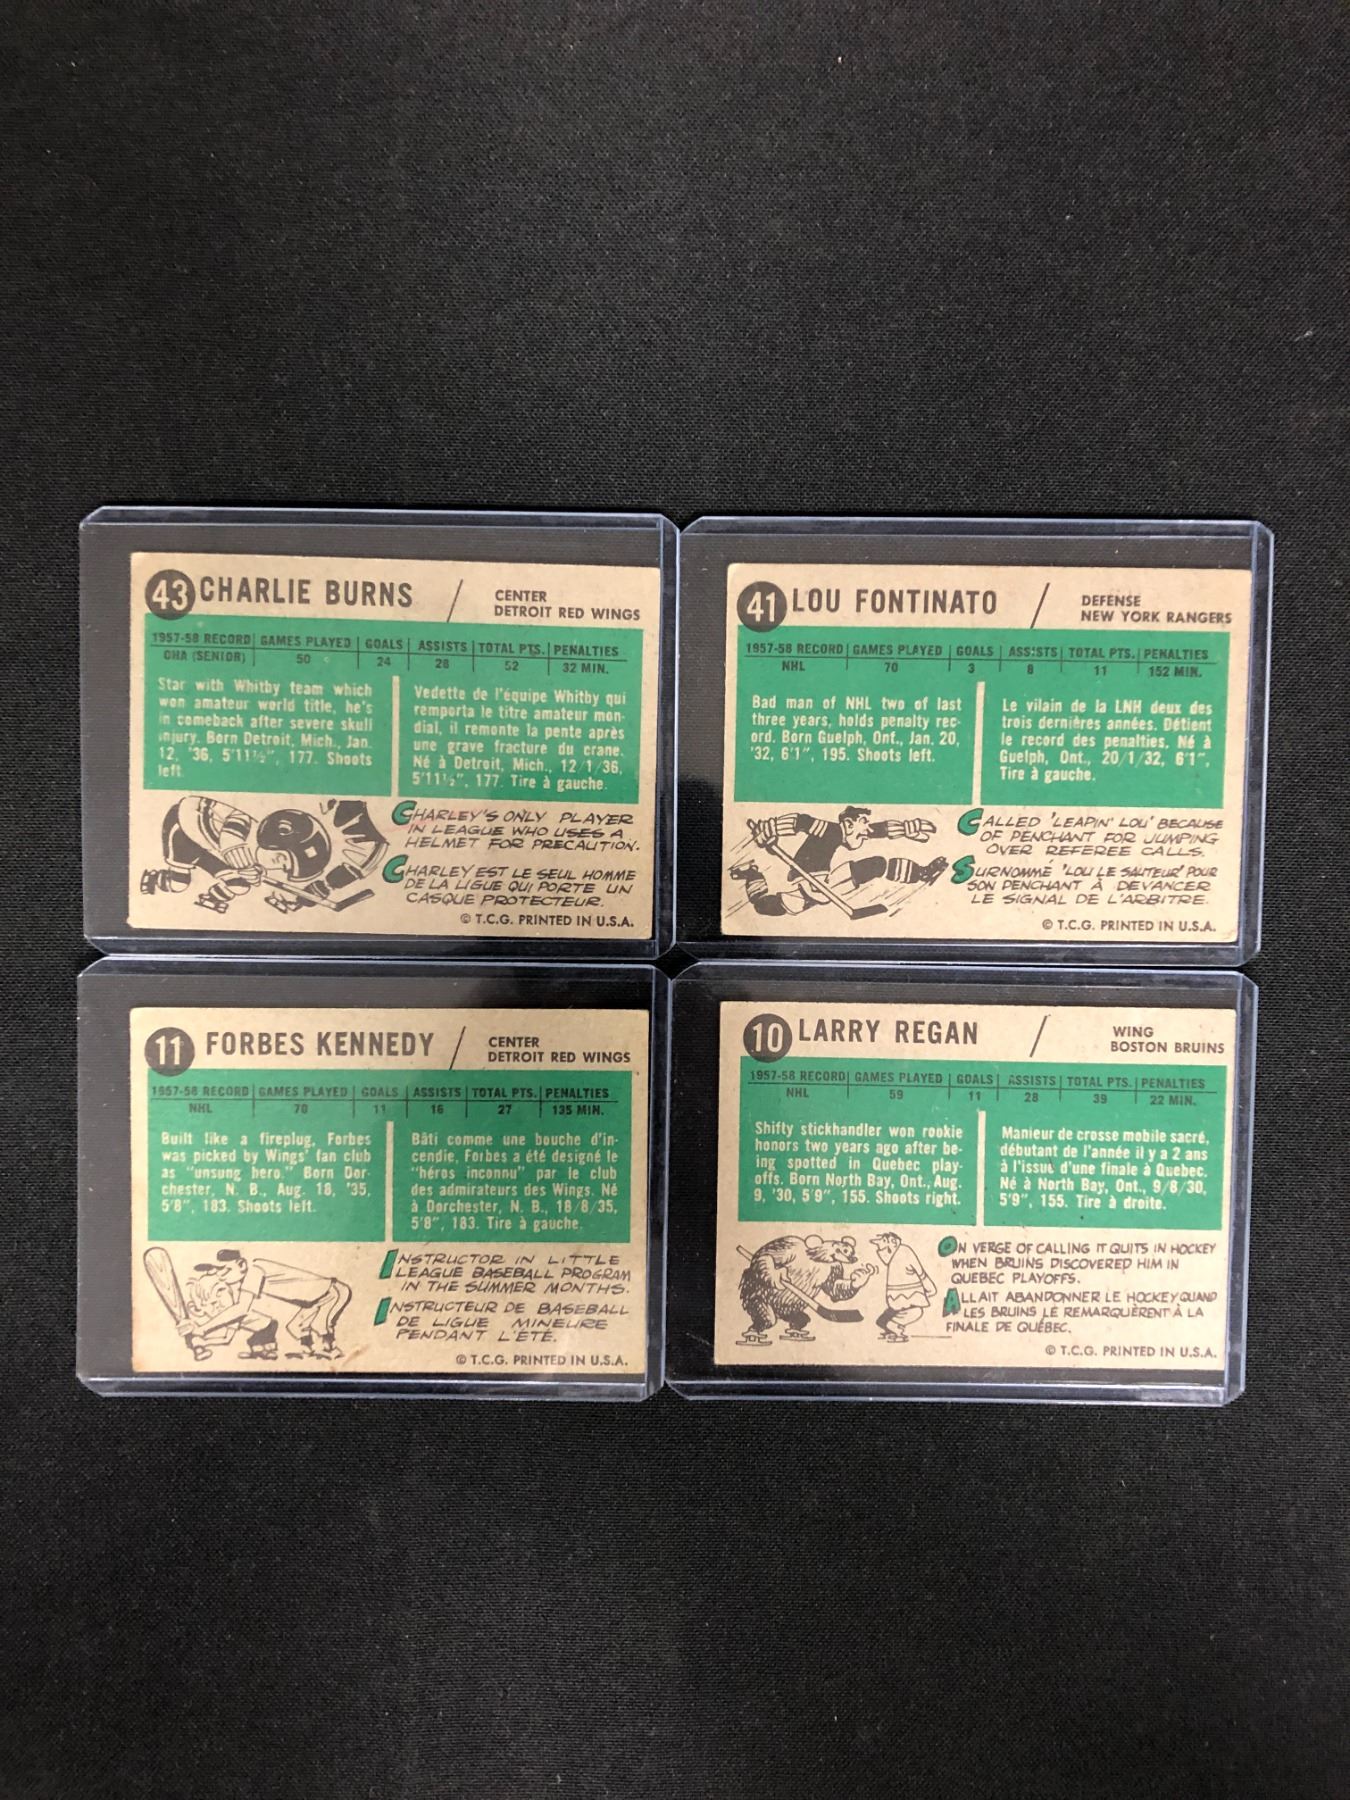 43 CHARLIE BURNS / CENTER
DETROIT RED WINGS
1957-58 RECORD GAMES PLAYED GOALS ASSISTS TOTAL PTS. PENALTIES
OHA (SENIOR) 50 24 28 52 32 MIN.
Star with Whitby team which
won amateur world title, he's
in comeback after severe skull
injury. Born Detroit, Mich., Jan.
12, '36, 5'11½", 177. Shoots
left.
Vedette de l'équipe Whitby qui
remporta le titre amateur mon-
dial, il remonte la pente après
une grave fracture du crane.
Né à Detroit, Mich., 12/1/36,
5'11½", 177. Tire à gauche.
CHARLEY'S ONLY PLAYER
IN LEAGUE WHO USES A
HELMET FOR PRECAUTION.
CHARLEY EST LE SEUL HOMME
DE LA LIGUE QUI PORTE UN
CASQUE PROTECTEUR.
© T.C.G. PRINTED IN U.S.A.
41 LOU FONTINATO / DEFENSE
NEW YORK RANGERS
1957-58 RECORD GAMES PLAYED GOALS ASSISTS TOTAL PTS. PENALTIES
NHL 70 3 8 11 152 MIN.
Bad man of NHL two of last
three years, holds penalty rec-
ord. Born Guelph, Ont., Jan. 20,
'32, 6'1", 195. Shoots left.
Le vilain de la LNH deux des
trois dernières années. Détient
le record des penalties. Né à
Guelph, Ont., 20/1/32, 6'1",
Tire à gauche.
CALLED 'LEAPIN' LOU' BECAUSE
OF PENCHANT FOR JUMPING
OVER REFEREE CALLS.
SURNOMMÉ 'LOU LE SAUTEUR' POUR
SON PENCHANT À DEVANCER
LE SIGNAL DE L'ARBITRE.
© T.C.G. PRINTED IN U.S.A.
11 FORBES KENNEDY / CENTER
DETROIT RED WINGS
1957-58 RECORD GAMES PLAYED GOALS ASSISTS TOTAL PTS. PENALTIES
NHL 70 11 16 27 135 MIN.
Built like a fireplug, Forbes
was picked by Wings' fan club
as "unsung hero." Born Dor-
chester, N. B., Aug. 18, '35,
5'8", 183. Shoots left.
Bâti comme une bouche d'in-
cendie, Forbes a été designé le
"héros inconnu" par le club
des admirateurs des Wings. Né
à Dorchester, N. B., 18/8/35,
5'8", 183. Tire à gauche.
INSTRUCTOR IN LITTLE
LEAGUE BASEBALL PROGRAM
IN THE SUMMER MONTHS.
INSTRUCTEUR DE BASEBALL
DE LIGUE MINEURE
PENDANT L'ÉTÉ.
© T.C.G. PRINTED IN U.S.A.
10 LARRY REGAN / WING
BOSTON BRUINS
1957-58 RECORD GAMES PLAYED GOALS ASSISTS TOTAL PTS. PENALTIES
NHL 59 11 28 39 22 MIN.
Shifty stickhandler won rookie
honors two years ago after be-
ing spotted in Quebec play-
offs. Born North Bay, Ont., Aug.
9, '30, 5'9", 155. Shoots right.
Manieur de crosse mobile sacré,
débutant de l'année il y a 2 ans
à l'issue d'une finale à Quebec.
Né à North Bay, Ont., 9/8/30,
5'9", 155. Tire à droite.
ON VERGE OF CALLING IT QUITS IN HOCKEY
WHEN BRUINS DISCOVERED HIM IN
QUEBEC PLAYOFFS.
ALLAIT ABANDONNER LE HOCKEY QUAND
LES BRUINS LE REMARQUÈRENT À LA
FINALE DE QUÉBEC.
© T.C.G. PRINTED IN U.S.A.